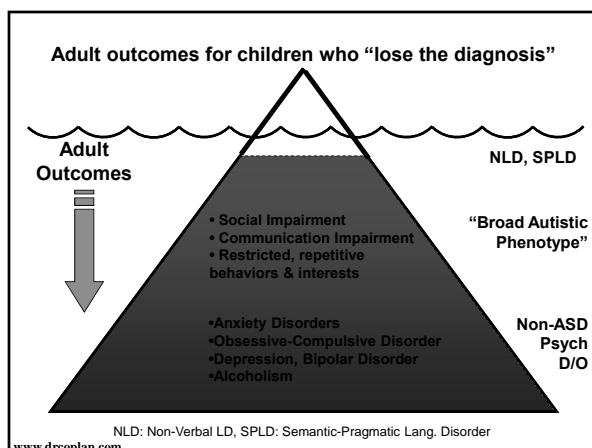 Adult outcomes for children who “lose the diagnosis”
Adult
Outcomes
NLD, SPLD
• Social Impairment
• Communication Impairment
• Restricted, repetitive
behaviors & interests
“Broad Autistic
Phenotype”
•Anxiety Disorders
•Obsessive-Compulsive Disorder
•Depression, Bipolar Disorder
•Alcoholism
Non-ASD
Psych
D/O
NLD: Non-Verbal LD, SPLD: Semantic-Pragmatic Lang. Disorder
www.drcoplan.com